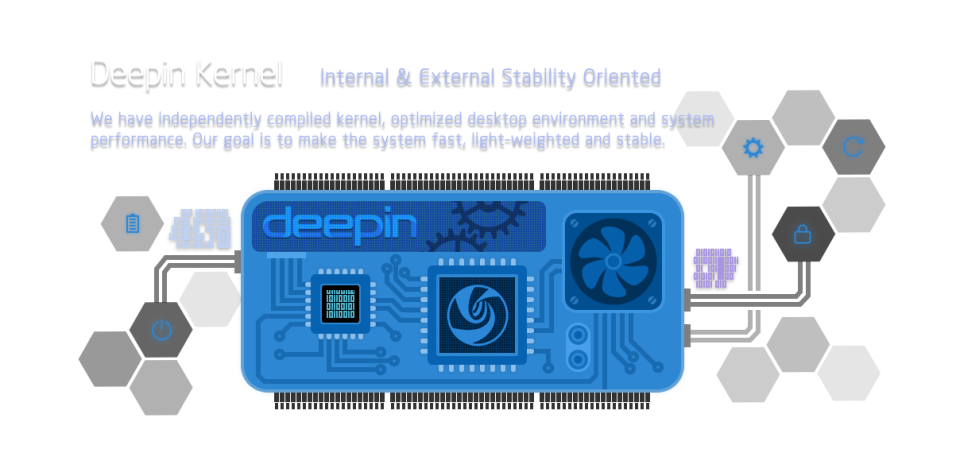 Deepin Kernel Internal & External Stability Oriented
We have independently compiled kernel, optimized desktop environment and system
performance. Our goal is to make the system fast, light-weighted and stable.
deepin